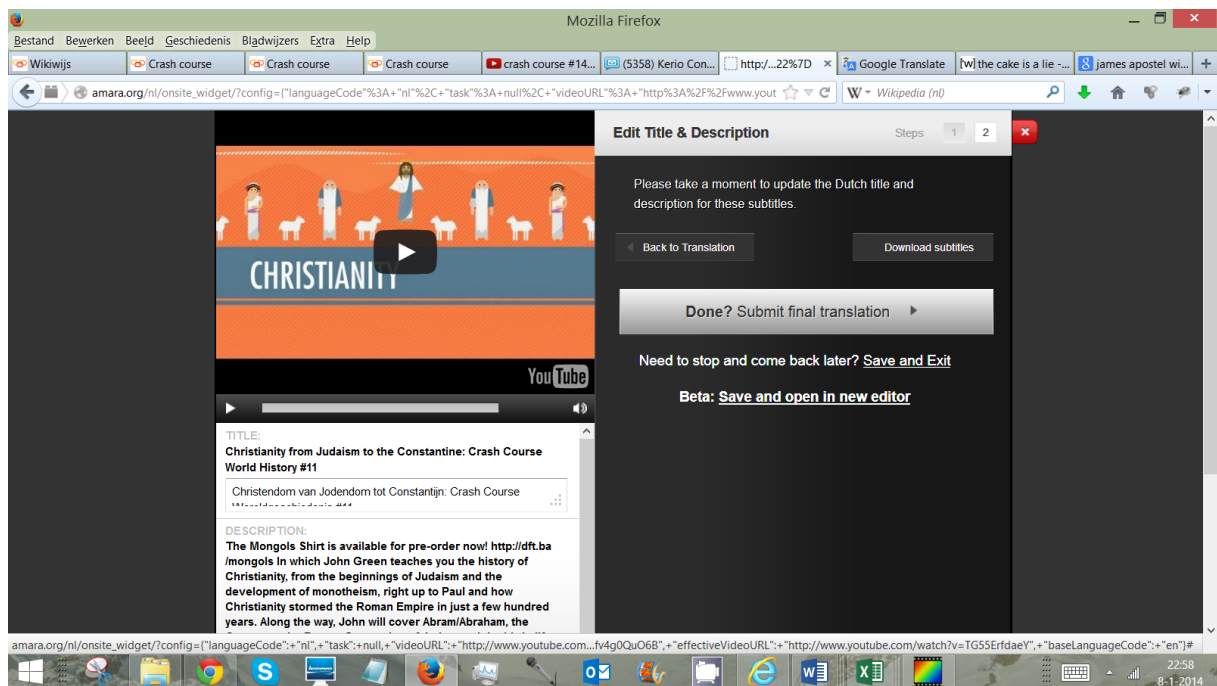 Mozilla Firefox
Bestand Bewerken Beeld Geschiedenis Bladwijzers Extra Help
Wikiwijs Crash course Crash course Crash course crash course #14... (5358) Kerio Con... http:/...22%7D × Google Translate the cake is a lie -... james apostel wi... +
amara.org/nl/onsite_widget/?config={"languageCode"%3A+"nl"%2C+"task"%3A+null%2C+"videoURL"%3A+"http%3A%2F%2Fwww.yout W Wikipedia (nl)
CHRISTIANITY
YouTube
Edit Title & Description Steps 1 2 ×
Please take a moment to update the Dutch title and
description for these subtitles.
Back to Translation Download subtitles
Done? Submit final translation
Need to stop and come back later? Save and Exit
Beta: Save and open in new editor
TITLE:
Christianity from Judaism to the Constantine: Crash Course
World History #11
Christendom van Jodendom tot Constantijn: Crash Course
Wereldgeschiedenis #11
DESCRIPTION:
The Mongols Shirt is available for pre-order now! http://dft.ba
/mongols In which John Green teaches you the history of
Christianity, from the beginnings of Judaism and the
development of monotheism, right up to Paul and how
Christianity stormed the Roman Empire in just a few hundred
years. Along the way, John will cover Abram/Abraham, the
amara.org/nl/onsite_widget/?config={"languageCode":+"nl",+"task":+null,+"videoURL":+"http://www.youtube.com...fv4g0QuO6B",+"effectiveVideoURL":+"http://www.youtube.com/watch?v=TG55ErfdaeY",+"baseLanguageCode":+"en"}#
22:58
8-1-2014